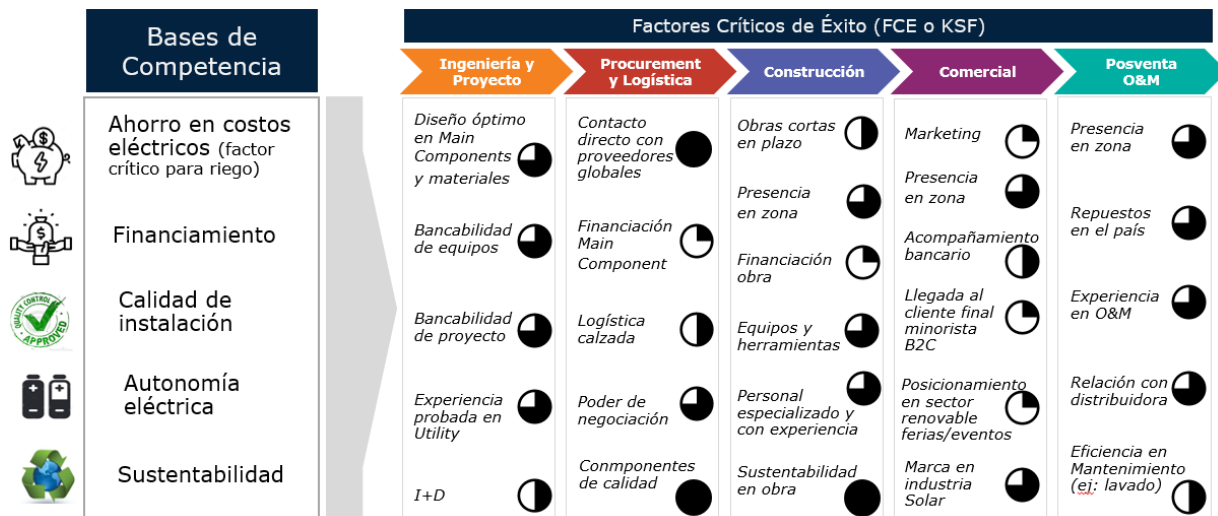 Bases de
Competencia
Ahorro en costos
eléctricos (factor
crítico para riego)
Financiamiento
QUALITY CONTROL
APPROVED
Calidad de
instalación
Autonomía
eléctrica
Sustentabilidad
Factores Críticos de Éxito (FCE o KSF)
Ingeniería y
Proyecto
Diseño óptimo
en Main
Components
y materiales
Bancabilidad
de equipos
Bancabilidad
de proyecto
Experiencia
probada en
Utility
I+D
Procurement
y Logística
Contacto
directo con
proveedores
globales
Financiación
Main
Component
Logística
calzada
Poder de
negociación
Conmponentes
de calidad
Construcción
Obras cortas
en plazo
Presencia
en zona
Financiación
obra
Equipos y
herramientas
Personal
especializado y
con experiencia
Sustentabilidad
en obra
Comercial
Marketing
Presencia
en zona
Acompañamiento
bancario
Llegada al
cliente final
minorista
B2C
Posicionamiento
en sector
renovable
ferias/eventos
Marca en
industria
Solar
Posventa
O&M
Presencia
en zona
Repuestos
en el país
Experiencia
en O&M
Relación con
distribuidora
Eficiencia en
Mantenimiento
(ej: lavado)